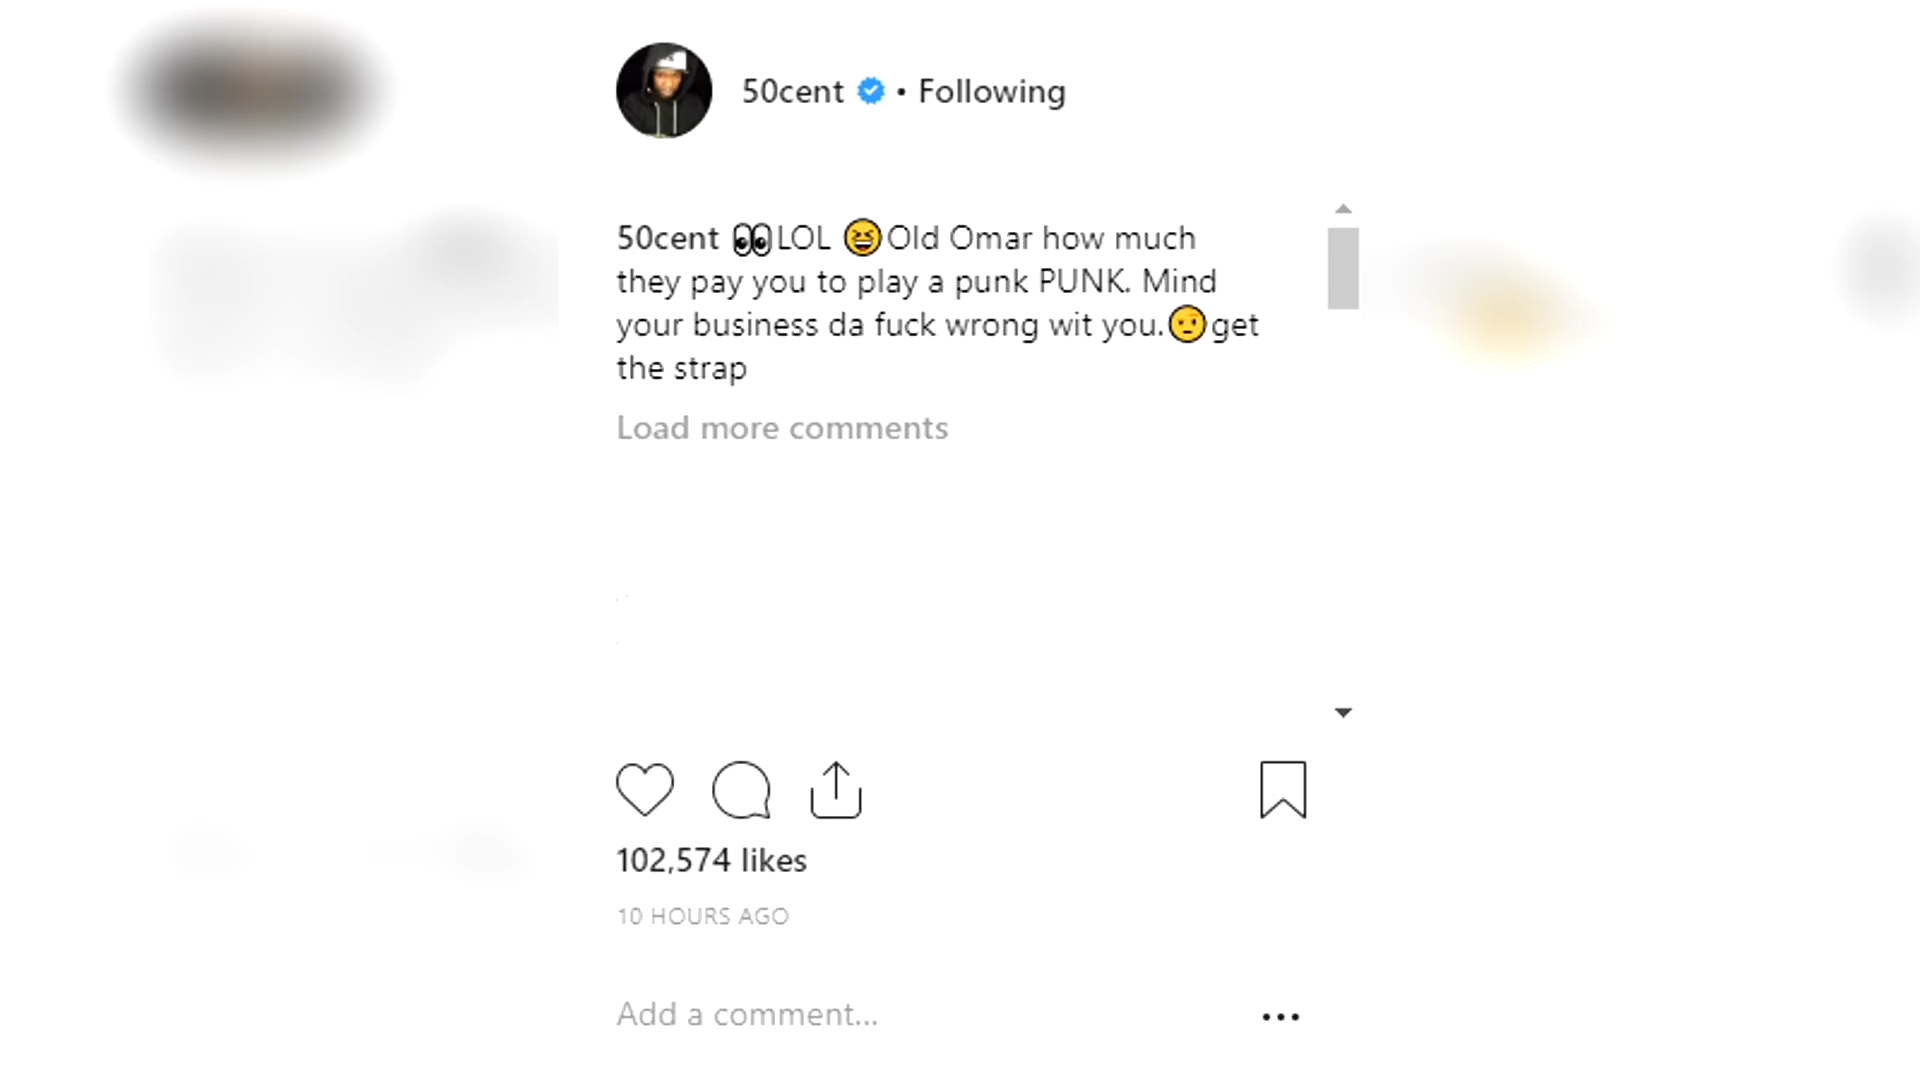 50cent • Following
50cent 👀LOL 😆Old Omar how much
they pay you to play a punk PUNK. Mind
your business da fuck wrong wit you.🤨get
the strap
Load more comments
102,574 likes
10 HOURS AGO
Add a comment...